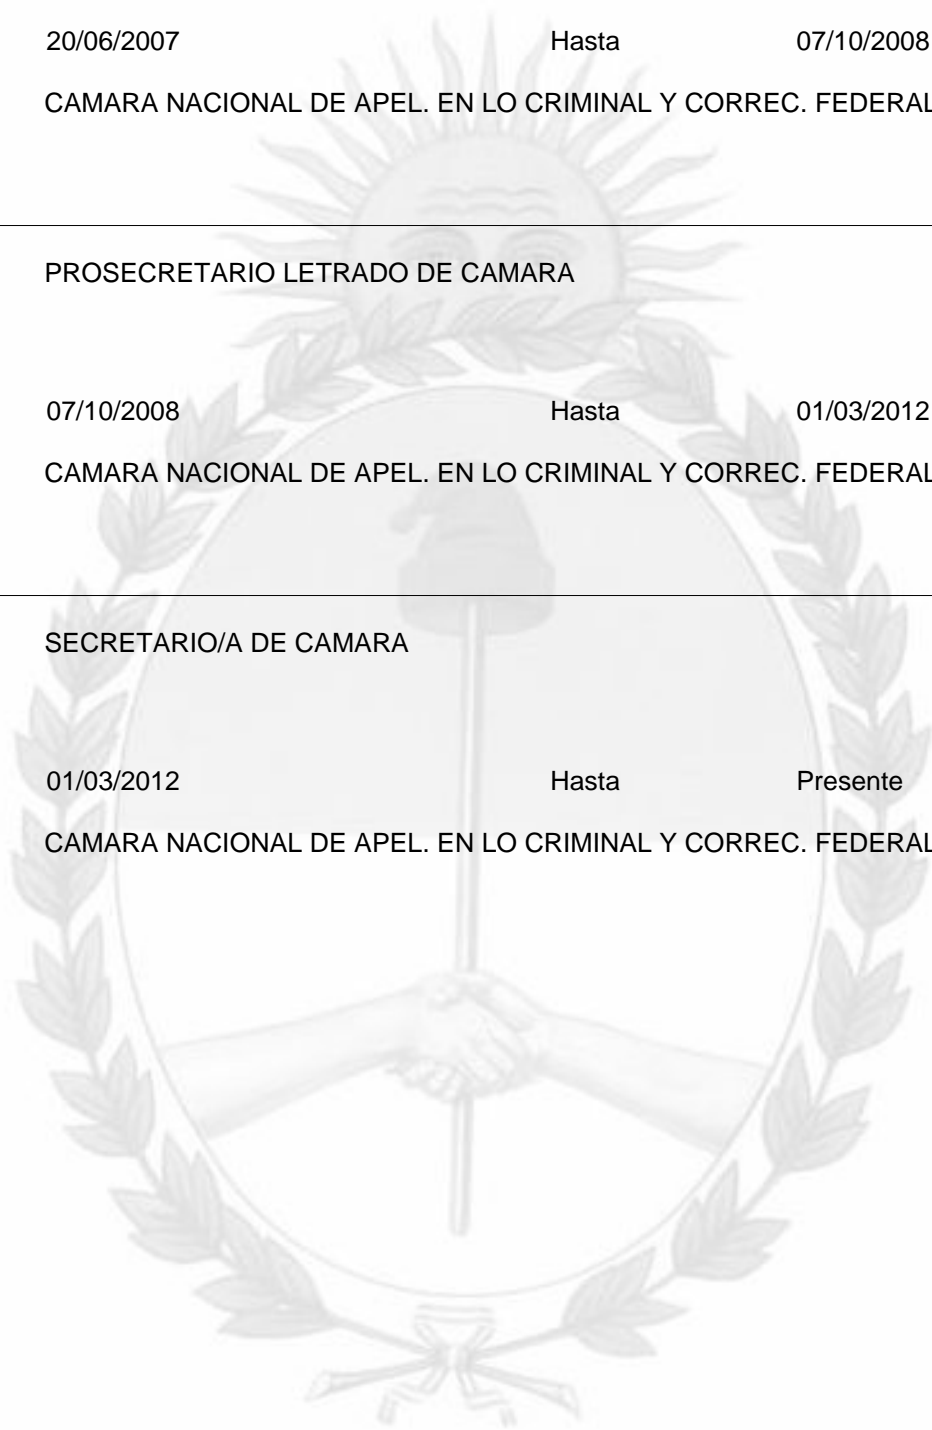 20/06/2007 Hasta 07/10/2008
CAMARA NACIONAL DE APEL. EN LO CRIMINAL Y CORREC. FEDERAL
PROSECRETARIO LETRADO DE CAMARA
07/10/2008 Hasta 01/03/2012
CAMARA NACIONAL DE APEL. EN LO CRIMINAL Y CORREC. FEDERAL
SECRETARIO/A DE CAMARA
01/03/2012 Hasta Presente
CAMARA NACIONAL DE APEL. EN LO CRIMINAL Y CORREC. FEDERAL